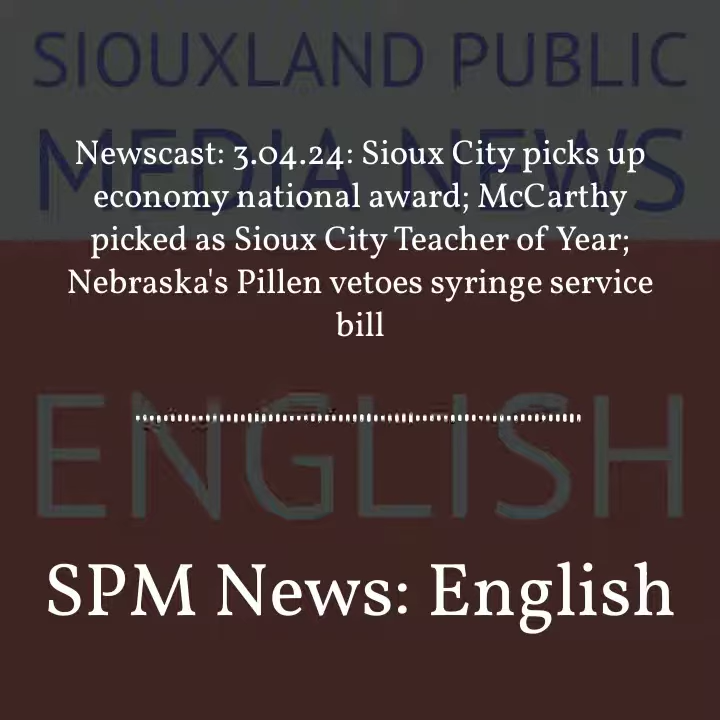 SIOUXLAND PUBLIC
MEDIA NEWS
Newscast: 3.04.24: Sioux City picks up
economy national award; McCarthy
picked as Sioux City Teacher of Year;
Nebraska's Pillen vetoes syringe service
bill
ENGLISH
SPM News: English